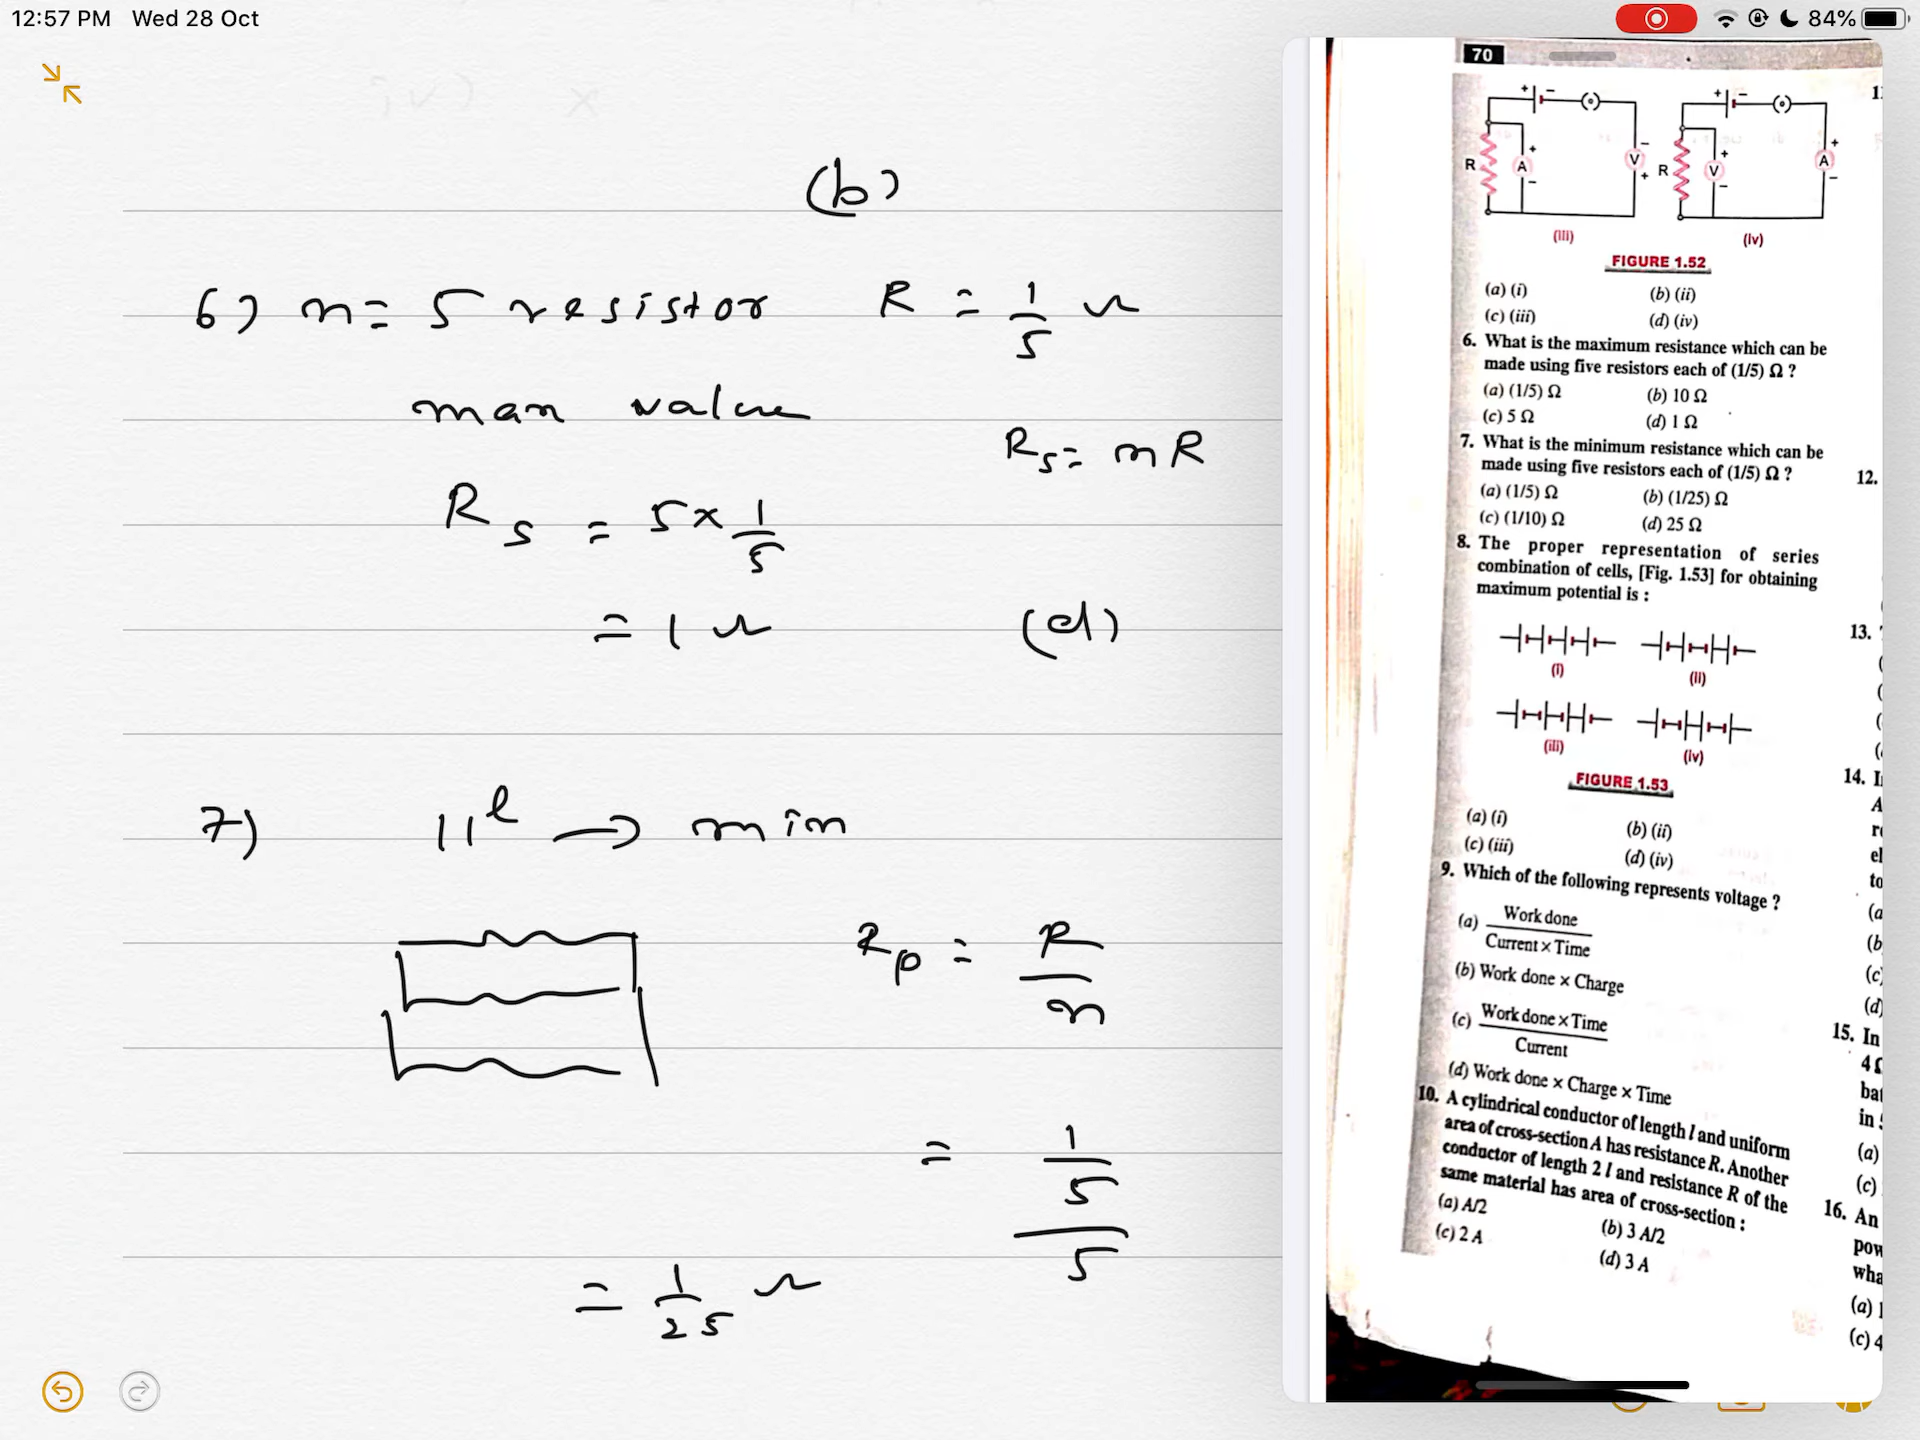 12:57 PM Wed 28 Oct
84%
(b)
6) n = 5 resistor R = 1/5 Ω
man value
Rs = nR
Rs = 5 × 1/5
= 1 Ω (d)
7) 11l → min
Rp = R/n
= 1/5/5
= 1/25 Ω
70
+ - ( • )
+ - ( • )
R A + - V - +
R V + - A + -
(iii)
(iv)
FIGURE 1.52
(a) (i) (b) (ii)
(c) (iii) (d) (iv)
6. What is the maximum resistance which can be
made using five resistors each of (1/5) Ω ?
(a) (1/5) Ω (b) 10 Ω
(c) 5 Ω (d) 1 Ω
7. What is the minimum resistance which can be
made using five resistors each of (1/5) Ω ?
(a) (1/5) Ω (b) (1/25) Ω
(c) (1/10) Ω (d) 25 Ω
8. The proper representation of series
combination of cells, [Fig. 1.53] for obtaining
maximum potential is :
(i)
(ii)
(iii)
(iv)
FIGURE 1.53
(a) (i) (b) (ii)
(c) (iii) (d) (iv)
9. Which of the following represents voltage ?
(a) Work done
Current × Time
(b) Work done × Charge
(c) Work done × Time
Current
(d) Work done × Charge × Time
10. A cylindrical conductor of length l and uniform
area of cross-section A has resistance R. Another
conductor of length 2 l and resistance R of the
same material has area of cross-section :
(a) A/2 (b) 3 A/2
(c) 2 A (d) 3 A
12.
13.
14.
15. In
16. An